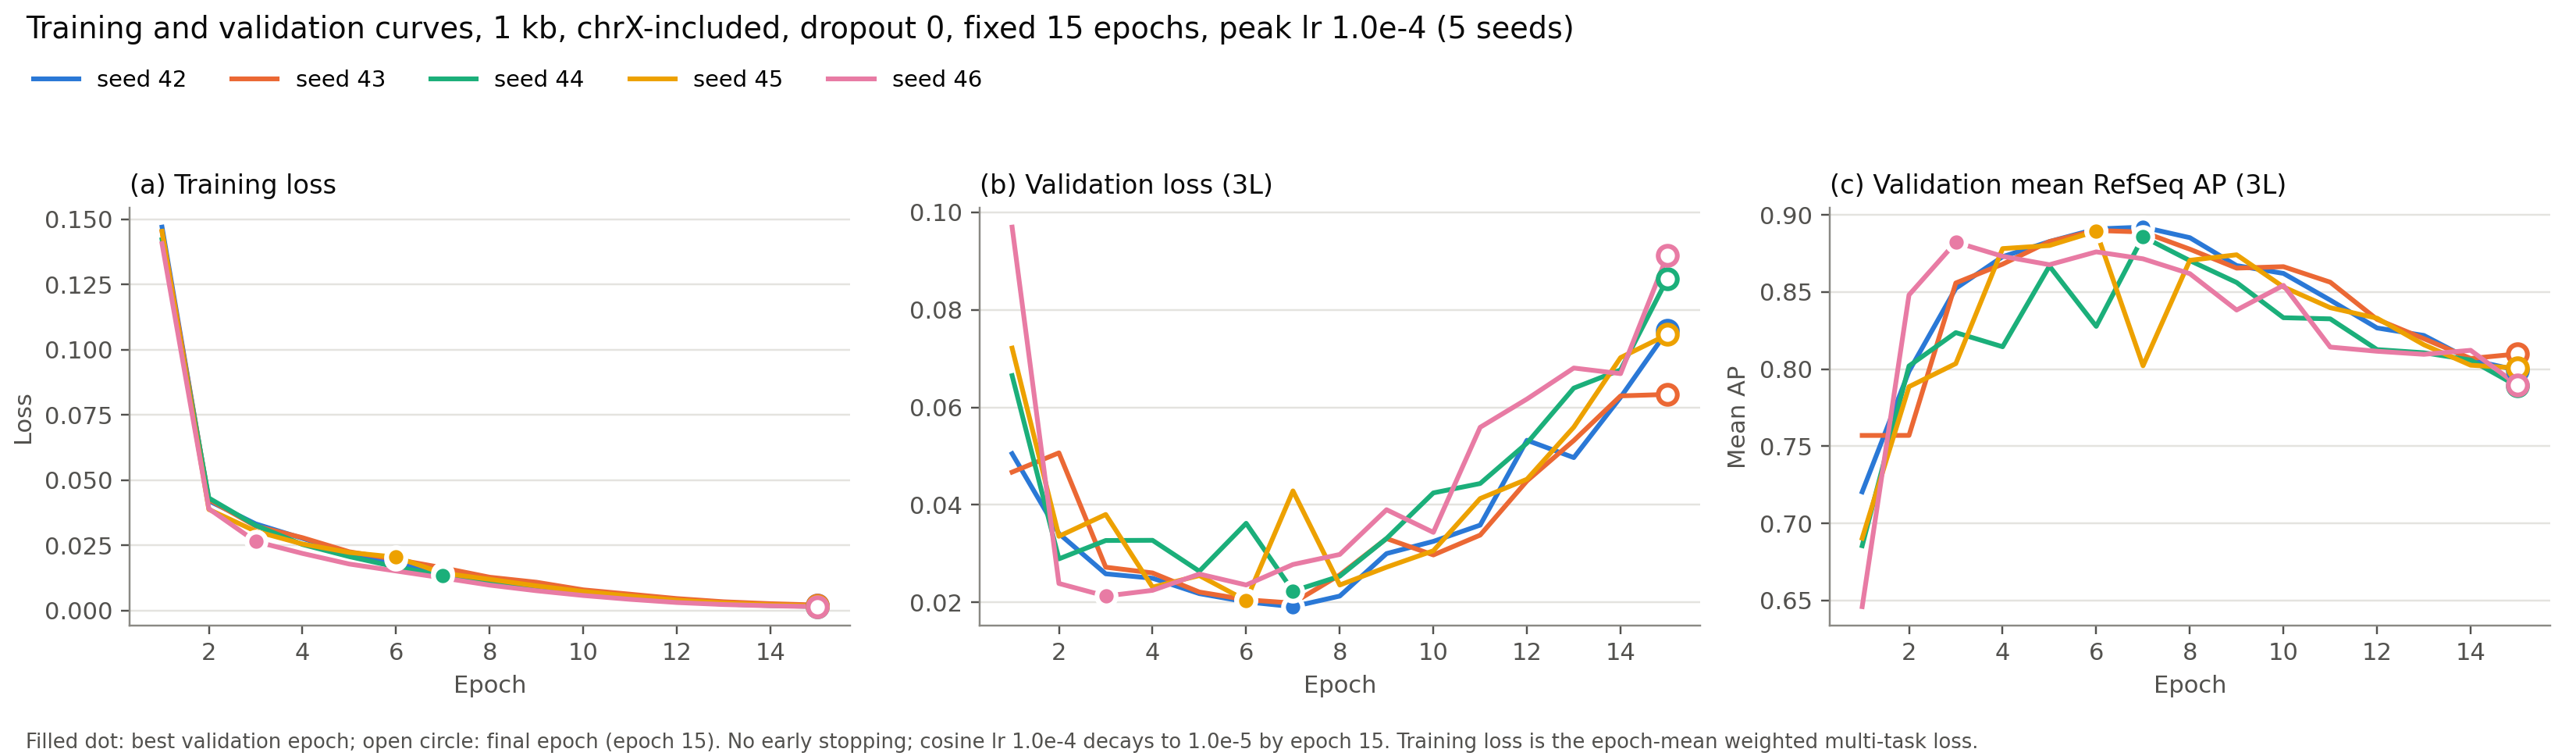 Training and validation curves, 1 kb, chrX-included, dropout 0, fixed 15 epochs, peak lr 1.0e-4 (5 seeds)
seed 42 seed 43 seed 44 seed 45 seed 46
(a) Training loss
0.150
0.125
0.100
0.075
0.050
0.025
0.000
Loss
2 4 6 8 10 12 14
Epoch
(b) Validation loss (3L)
0.10
0.08
0.06
0.04
0.02
2 4 6 8 10 12 14
Epoch
(c) Validation mean RefSeq AP (3L)
0.90
0.85
0.80
0.75
0.70
0.65
Mean AP
2 4 6 8 10 12 14
Epoch
Filled dot: best validation epoch; open circle: final epoch (epoch 15). No early stopping; cosine lr 1.0e-4 decays to 1.0e-5 by epoch 15. Training loss is the epoch-mean weighted multi-task loss.